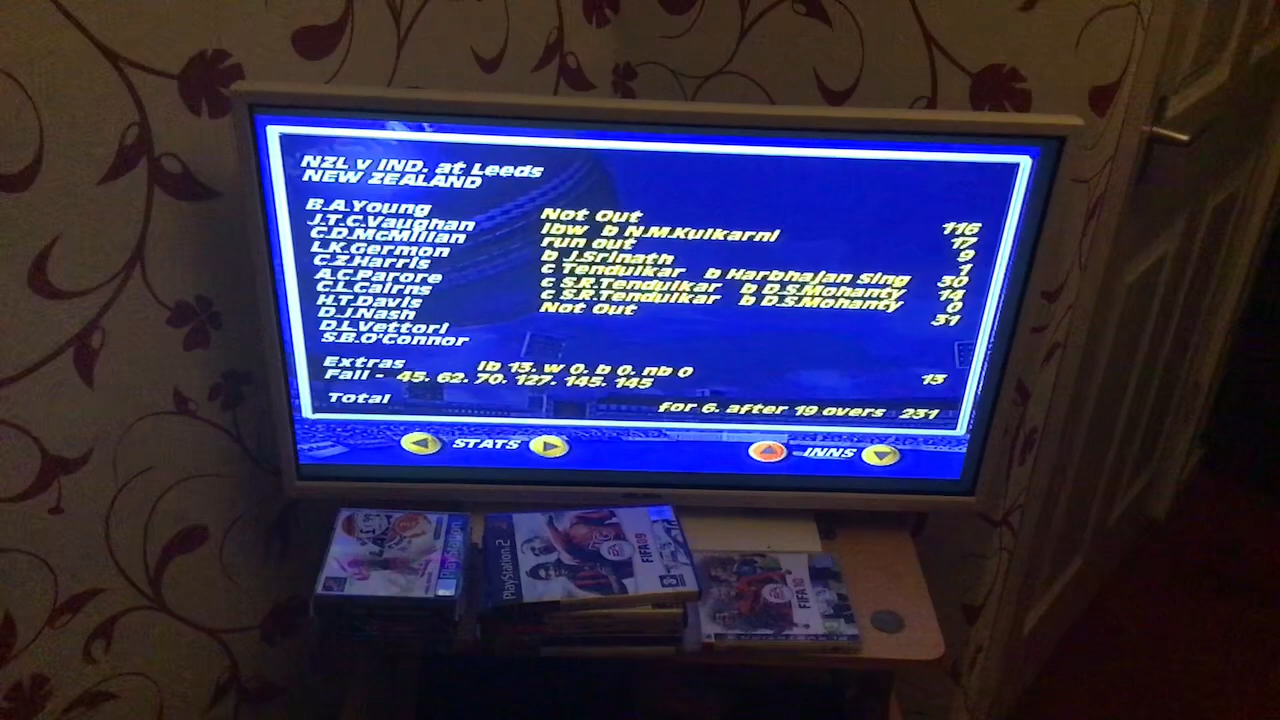 NZL v IND. at Leeds
NEW ZEALAND
B.A.Young Not Out 116
J.T.C.Vaughan lbw b N.M.Kulkarni 17
C.D.McMillan run out 9
L.K.Germon b J.Srinath 1
C.Z.Harris c Tendulkar b Harbhajan Sing 30
A.C.Parore c S.R.Tendulkar b D.S.Mohanty 14
C.L.Cairns c S.R.Tendulkar b D.S.Mohanty 0
H.T.Davis Not Out 31
D.J.Nash
D.L.Vettori
S.B.O'Connor
Extras lb 13. w 0. b 0. nb 0 13
Fall - 45. 62. 70. 127. 145. 145
Total for 6. after 19 overs 231
STATS INNS
PlayStation
PlayStation.2
EA
FIFA 09
EA
FIFA 10